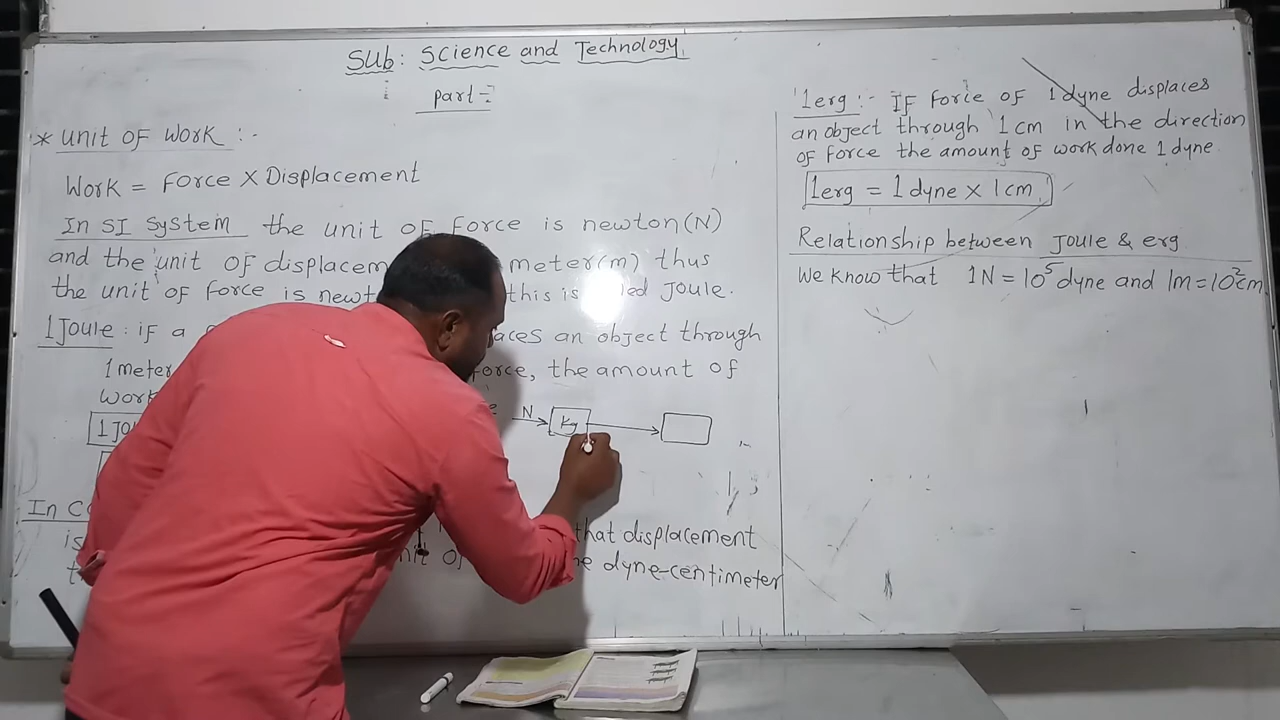 SUb: Science and Technology
Part-
* Unit of Work :-
Work = Force X Displacement
In SI System the unit of force is newton(N)
and the unit of displacem meter(m) thus
the unit of force is newt this is led Joule.
1 Joule : if a aces an object through
1 meter force, the amount of
work
1 JO
N Kg
In C
is that displacement
nit of dyne-centimeter
1 erg :- If force of 1 dyne displaces
an object through 1 cm in the direction
of force the amount of work done 1 dyne.
1 erg = 1 dyne X 1 cm.
Relationship between Joule & erg
We know that 1N = 10⁵ dyne and 1m = 10²cm